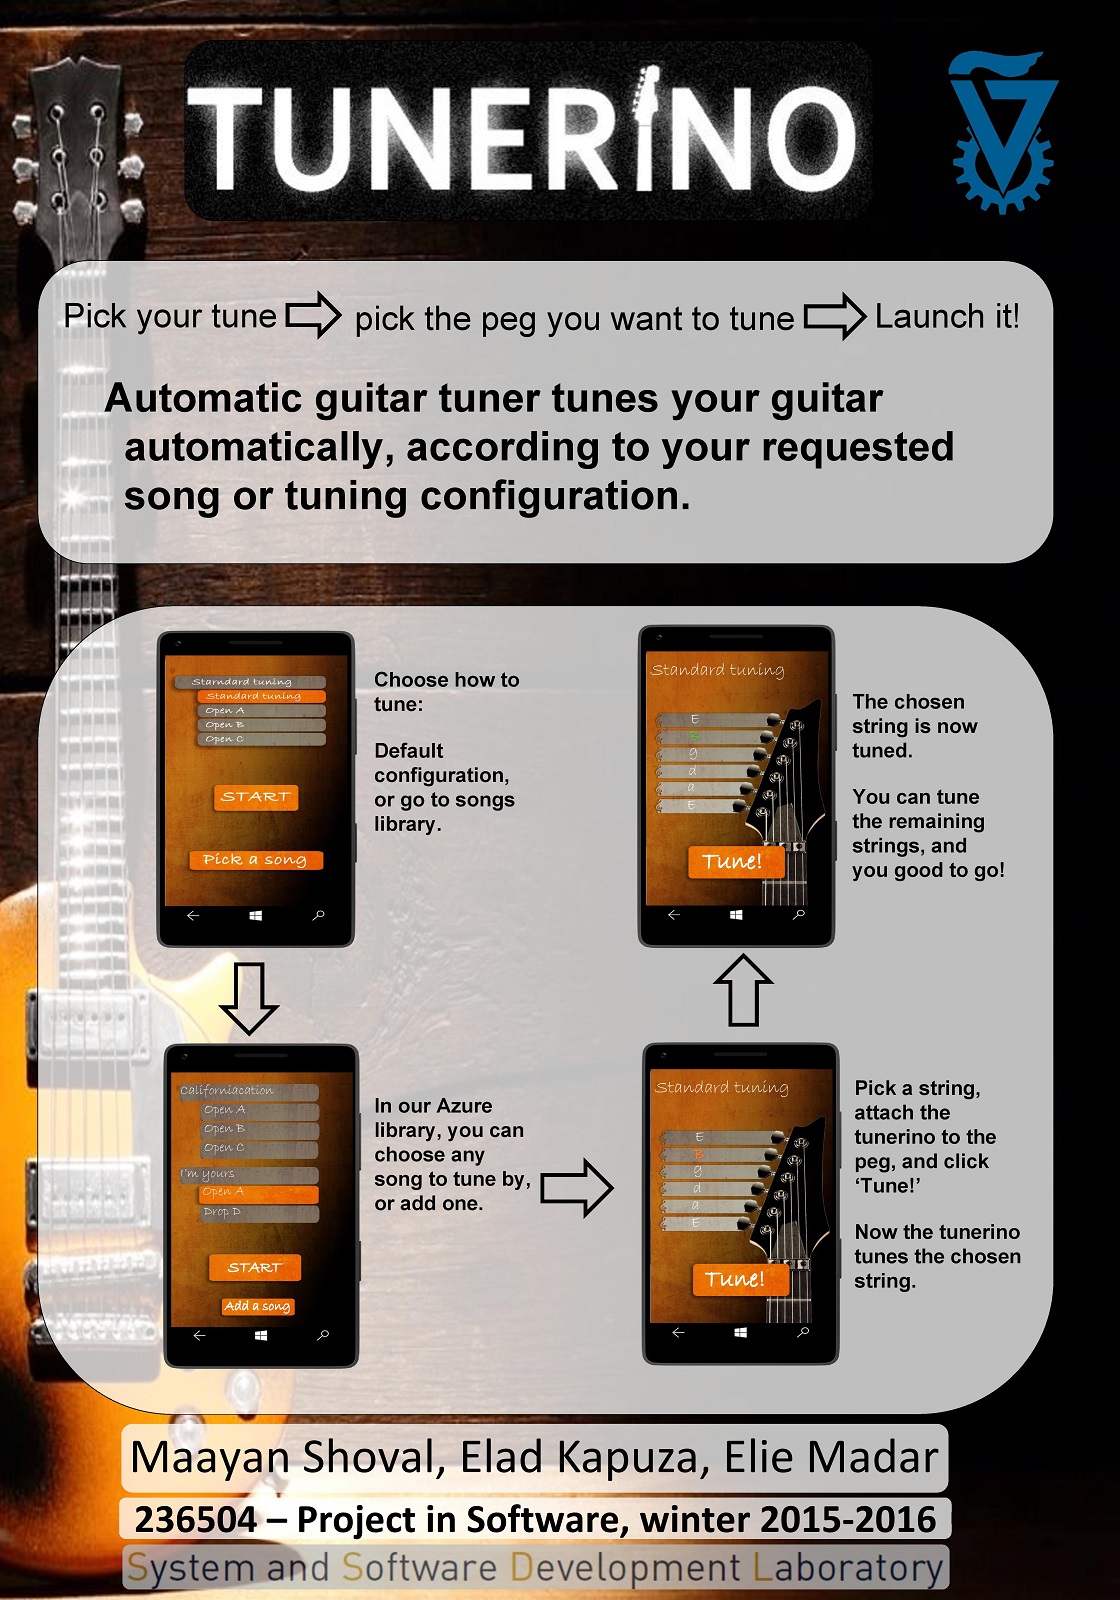 TUNERINO
Pick your tune
pick the peg you want to tune
Launch it!
Automatic guitar tuner tunes your guitar
automatically, according to your requested
song or tuning configuration.
Starndard tuning
Standard tuning
Open A
Open B
Open C
START
Pick a song
Choose how to
tune:
Default
configuration,
or go to songs
library.
Californiacation
Open A
Open B
Open C
I'm yours
Open A
Drop D
START
Add a song
In our Azure
library, you can
choose any
song to tune by,
or add one.
Standard tuning
E
B
g
d
a
E
Tune!
Pick a string,
attach the
tunerino to the
peg, and click
‘Tune!’
Now the tunerino
tunes the chosen
string.
Standard tuning
E
B
g
d
a
E
Tune!
The chosen
string is now
tuned.
You can tune
the remaining
strings, and
you good to go!
Maayan Shoval, Elad Kapuza, Elie Madar
236504 – Project in Software, winter 2015-2016
System and Software Development Laboratory